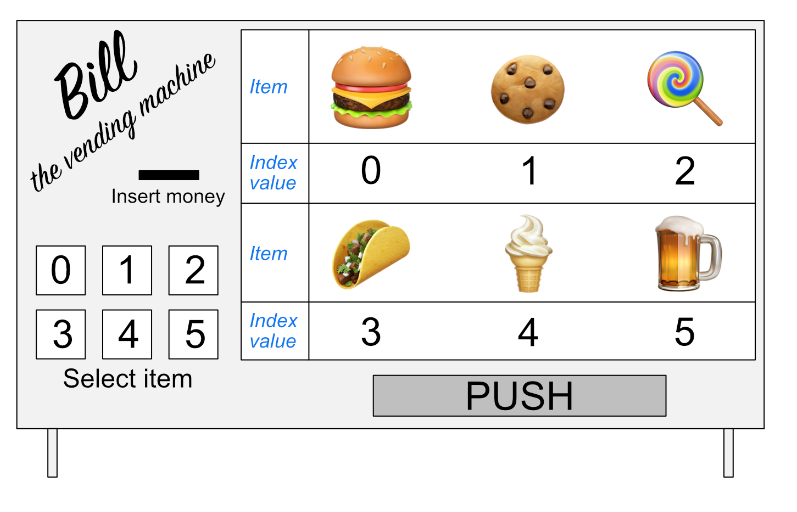 Bill
the vending machine
Insert money
0 1 2
3 4 5
Select item
Item
Index
value
0 1 2
Item
Index
value
3 4 5
PUSH